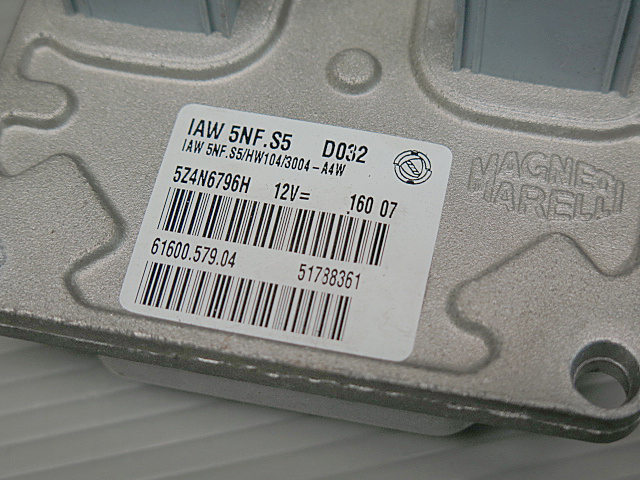 IAW 5NF.S5 D032
IAW 5NF.S5/HW104/3004-A4W
5Z4N6796H 12V= .160 07
61600.579.04 51788361
MAGNETI
MARELLI